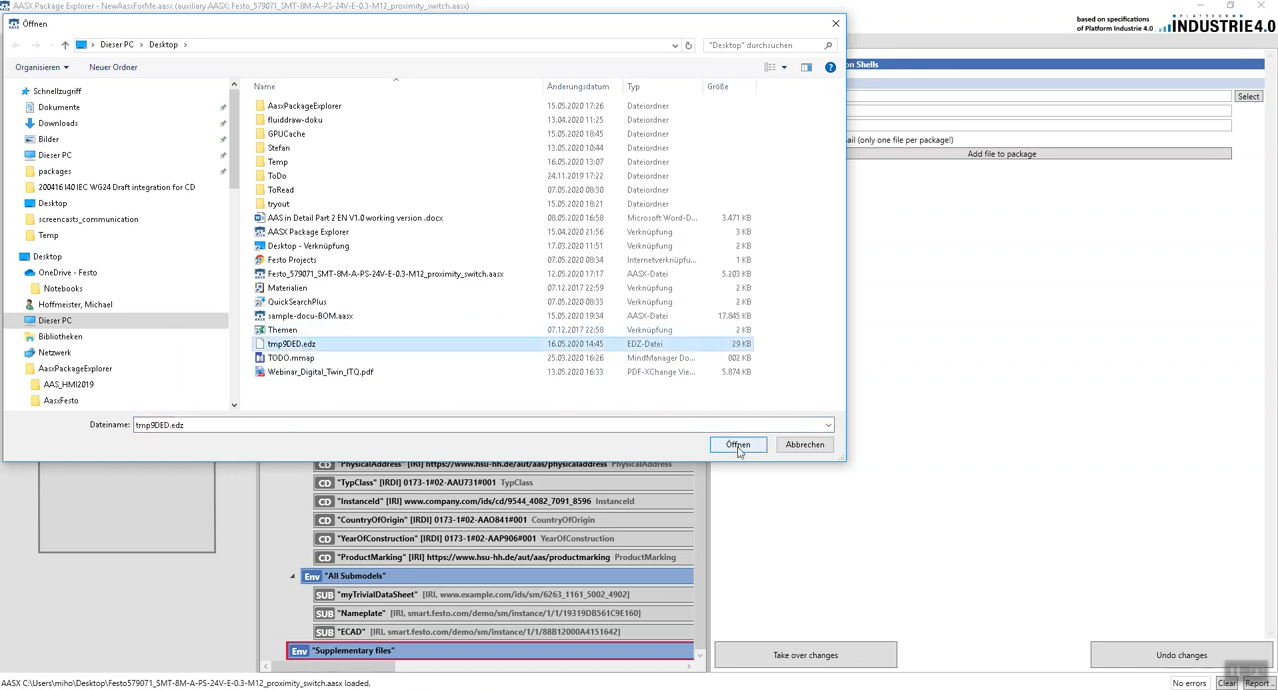 AASX Package Explorer - NewAasxForMe.aasx (auxiliary AASX: Festo_579071_SMT-8M-A-PS-24V-E-0.3-M12_proximity_switch.aasx)
Öffnen
based on specifications
of Platform Industrie 4.0
PLATTFORM
INDUSTRIE4.0
Dieser PC > Desktop >
"Desktop" durchsuchen
Organisieren
Neuer Ordner
on Shells
Name
Änderungsdatum
Typ
Größe
Select
ail (only one file per package!)
Add file to package
Schnellzugriff
Dokumente
Downloads
Bilder
Dieser PC
packages
200416 I40 IEC WG24 Draft integration for CD
Desktop
screencasts_communication
Temp
Desktop
OneDrive - Festo
Notebooks
Hoffmeister, Michael
Dieser PC
Bibliotheken
Netzwerk
AasxPackageExplorer
AAS_HMI2019
AasxFesto
AasxPackageExplorer 15.05.2020 17:26 Dateiordner
fluiddraw-doku 13.04.2020 11:25 Dateiordner
GPUCache 15.05.2020 18:45 Dateiordner
Stefan 13.05.2020 10:44 Dateiordner
Temp 16.05.2020 13:07 Dateiordner
ToDo 24.11.2019 17:22 Dateiordner
ToRead 07.05.2020 08:30 Dateiordner
tryout 15.05.2020 18:21 Dateiordner
AAS in Detail Part 2 EN V1.0 working version .docx 08.05.2020 16:58 Microsoft Word-D... 3.471 KB
AASX Package Explorer 15.04.2020 21:56 Verknüpfung 3 KB
Desktop - Verknüpfung 17.03.2020 11:51 Verknüpfung 2 KB
Festo Projects 07.05.2020 08:34 Internetverknüpfu... 1 KB
Festo_579071_SMT-8M-A-PS-24V-E-0.3-M12_proximity_switch.aasx 12.05.2020 17:17 AASX-Datei 5.203 KB
Materialien 07.12.2017 22:59 Verknüpfung 2 KB
QuickSearchPlus 07.05.2020 08:33 Verknüpfung 2 KB
sample-docu-BOM.aasx 15.05.2020 19:34 AASX-Datei 17.845 KB
Themen 07.12.2017 22:58 Verknüpfung 2 KB
tmp9DED.edz 16.05.2020 14:45 EDZ-Datei 29 KB
TODO.mmap 25.03.2020 16:26 MindManager Do... 802 KB
Webinar_Digital_Twin_ITQ.pdf 13.05.2020 16:33 PDF-XChange Vie... 5.874 KB
Dateiname: tmp9DED.edz
Öffnen
Abbrechen
CD "PhysicalAddress" [IRI] https://www.hsu-hh.de/aut/aas/physicaladdress PhysicalAddress
CD "TypClass" [IRDI] 0173-1#02-AAU731#001 TypClass
CD "InstanceId" [IRI] www.company.com/ids/cd/9544_4082_7091_8596 InstanceId
CD "CountryOfOrigin" [IRDI] 0173-1#02-AAO841#001 CountryOfOrigin
CD "YearOfConstruction" [IRDI] 0173-1#02-AAP906#001 YearOfConstruction
CD "ProductMarking" [IRI] https://www.hsu-hh.de/aut/aas/productmarking ProductMarking
Env "All Submodels"
SUB "myTrivialDataSheet" [IRI, www.example.com/ids/sm/6263_1161_5002_4902]
SUB "Nameplate" [IRI, smart.festo.com/demo/sm/instance/1/1/19319DB561C9E160]
SUB "ECAD" [IRI, smart.festo.com/demo/sm/instance/1/1/88B12000A4151642]
Env "Supplementary files"
Take over changes
Undo changes
AASX C:\Users\miho\Desktop\Festo579071_SMT-8M-A-PS-24V-E-0.3-M12_proximity_switch.aasx loaded.
No errors
Clear
Report ..